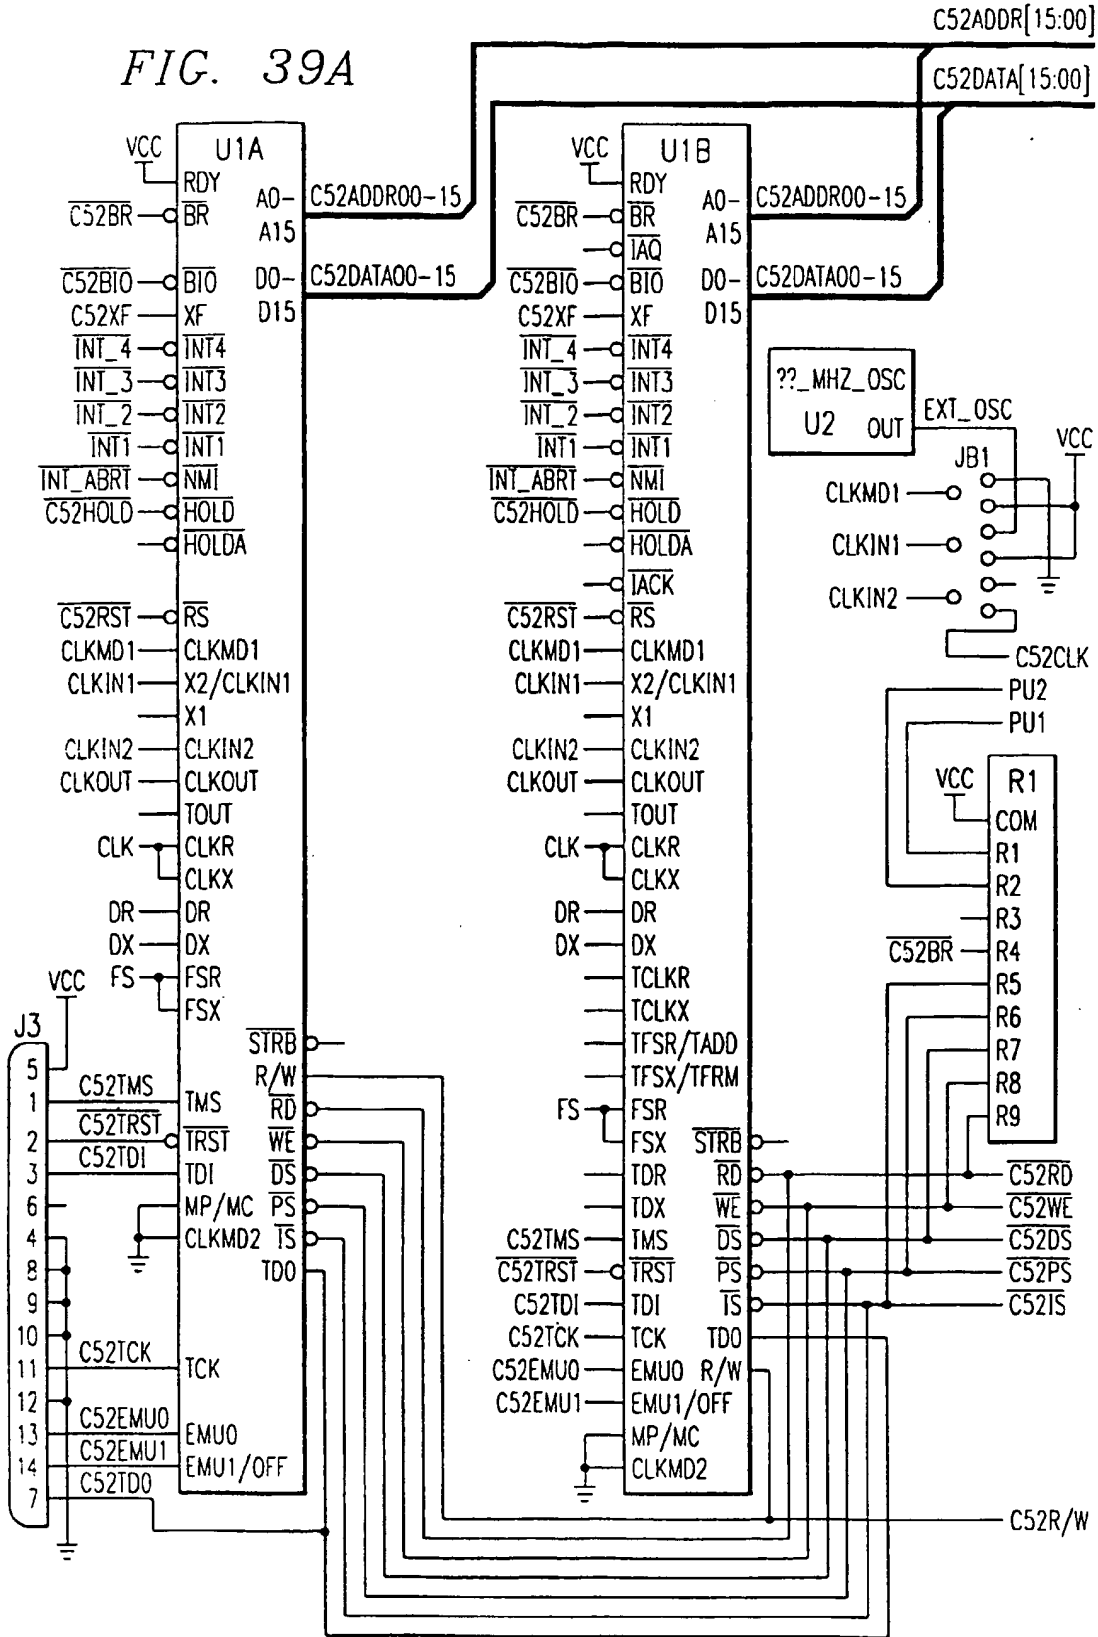 FIG. 39A
C52ADDR[15:00]
C52DATA[15:00]
VCC
U1A
RDY
C52BR
BR
A0-
A15
C52ADDR00-15
C52BIO
BIO
D0-
D15
C52DATA00-15
C52XF
XF
INT_4
INT4
INT_3
INT3
INT_2
INT2
INT1
INT1
INT_ABRT
NMI
C52HOLD
HOLD
HOLDA
C52RST
RS
CLKMD1
CLKMD1
CLKIN1
X2/CLKIN1
X1
CLKIN2
CLKIN2
CLKOUT
CLKOUT
TOUT
CLK
CLKR
CLKX
DR
DR
DX
DX
FS
FSR
FSX
STRB
R/W
RD
WE
DS
PS
IS
TDO
TMS
TRST
TDI
MP/MC
CLKMD2
TCK
EMU0
EMU1/OFF
VCC
J3
5
1
C52TMS
2
C52TRST
3
C52TDI
6
4
8
9
10
11
C52TCK
12
13
C52EMU0
14
C52EMU1
7
C52TDO
VCC
U1B
RDY
C52BR
BR
A0-
A15
C52ADDR00-15
IAQ
C52BIO
BIO
D0-
D15
C52DATA00-15
C52XF
XF
INT_4
INT4
INT_3
INT3
INT_2
INT2
INT1
INT1
INT_ABRT
NMI
C52HOLD
HOLD
HOLDA
IACK
C52RST
RS
CLKMD1
CLKMD1
CLKIN1
X2/CLKIN1
X1
CLKIN2
CLKIN2
CLKOUT
CLKOUT
TOUT
CLK
CLKR
CLKX
DR
DR
DX
DX
TCLKR
TCLKX
TFSR/TADD
TFSX/TFRM
FS
FSR
FSX
STRB
TDR
RD
TDX
WE
C52TMS
TMS
DS
C52TRST
TRST
PS
C52TDI
TDI
IS
C52TCK
TCK
TDO
C52EMU0
EMU0
R/W
C52EMU1
EMU1/OFF
MP/MC
CLKMD2
??_MHZ_OSC
U2
OUT
EXT_OSC
VCC
JB1
CLKMD1
CLKIN1
CLKIN2
C52CLK
PU2
PU1
VCC
R1
COM
R1
R2
R3
C52BR
R4
R5
R6
R7
R8
R9
C52RD
C52WE
C52DS
C52PS
C52IS
C52R/W